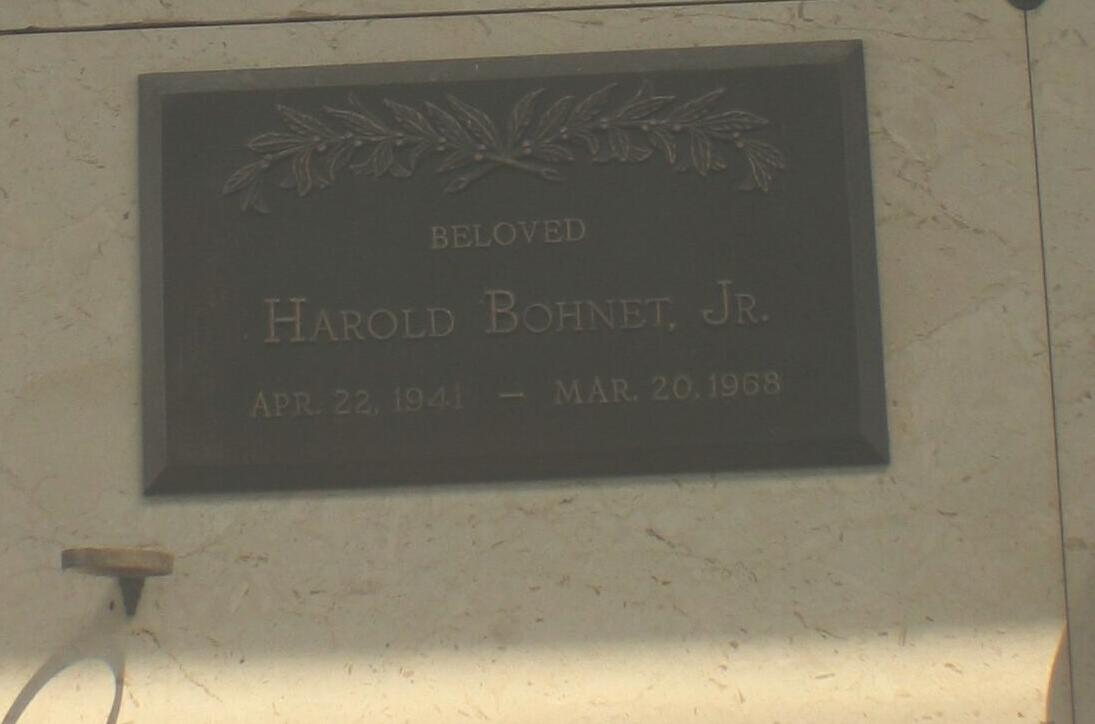 BELOVED
HAROLD BOHNET, JR.
APR. 22, 1941 — MAR. 20, 1968